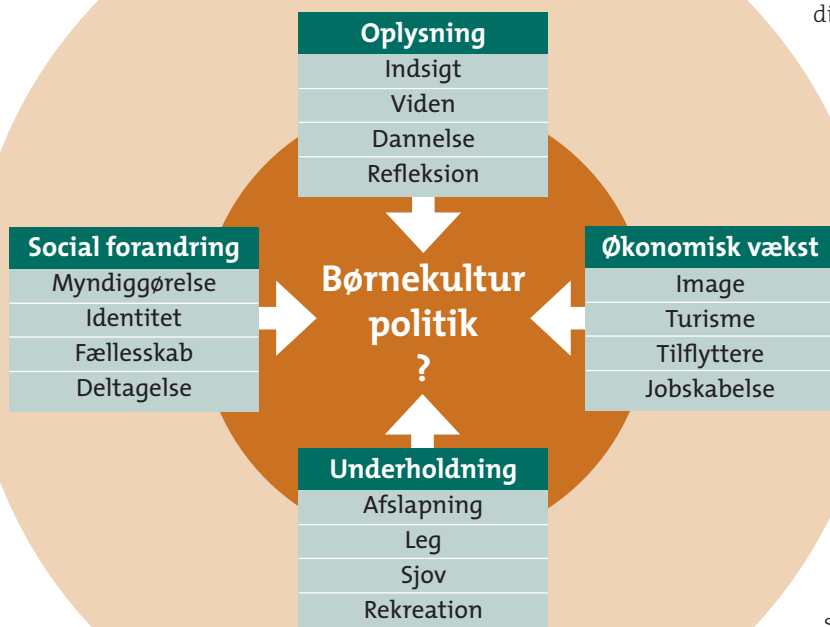 di
Oplysning
Indsigt
Viden
Dannelse
Refleksion
Social forandring
Myndiggørelse
Identitet
Fællesskab
Deltagelse
Børnekultur
politik
?
Økonomisk vækst
Image
Turisme
Tilflyttere
Jobskabelse
Underholdning
Afslapning
Leg
Sjov
Rekreation
s